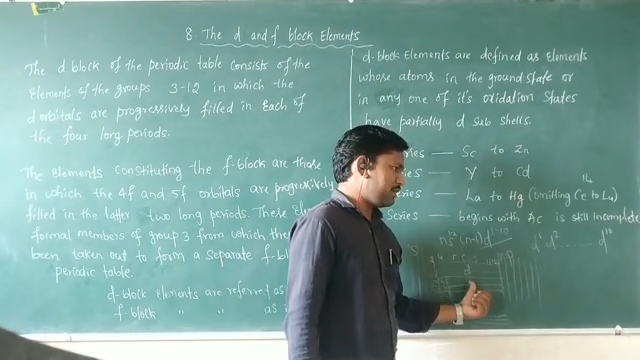 8. The d and f block Elements
The d block of the periodic table consists of the
Elements of the groups 3-12 in which the
d orbitals are progressively filled in each of
the four long periods.
The elements constituting the f-block are those
in which the 4f and 5f orbitals are progressively
filled in the latter two long periods. These
formal members of group 3 from which the
been taken out to form a separate f-bl
periodic table.
d-block Elements are referred as
f-block " " as
d-block Elements are defined as Elements
whose atoms in the ground state or
in any one of it's oxidation states
have partially d sub shells.
ries — Sc to Zn
ries — Y to Cd
eries — La to Hg (omitting Ce to Lu)
14
Series — begins with Ac is still incomplete
ns (n-1)d
d¹ d² ........ d¹⁰